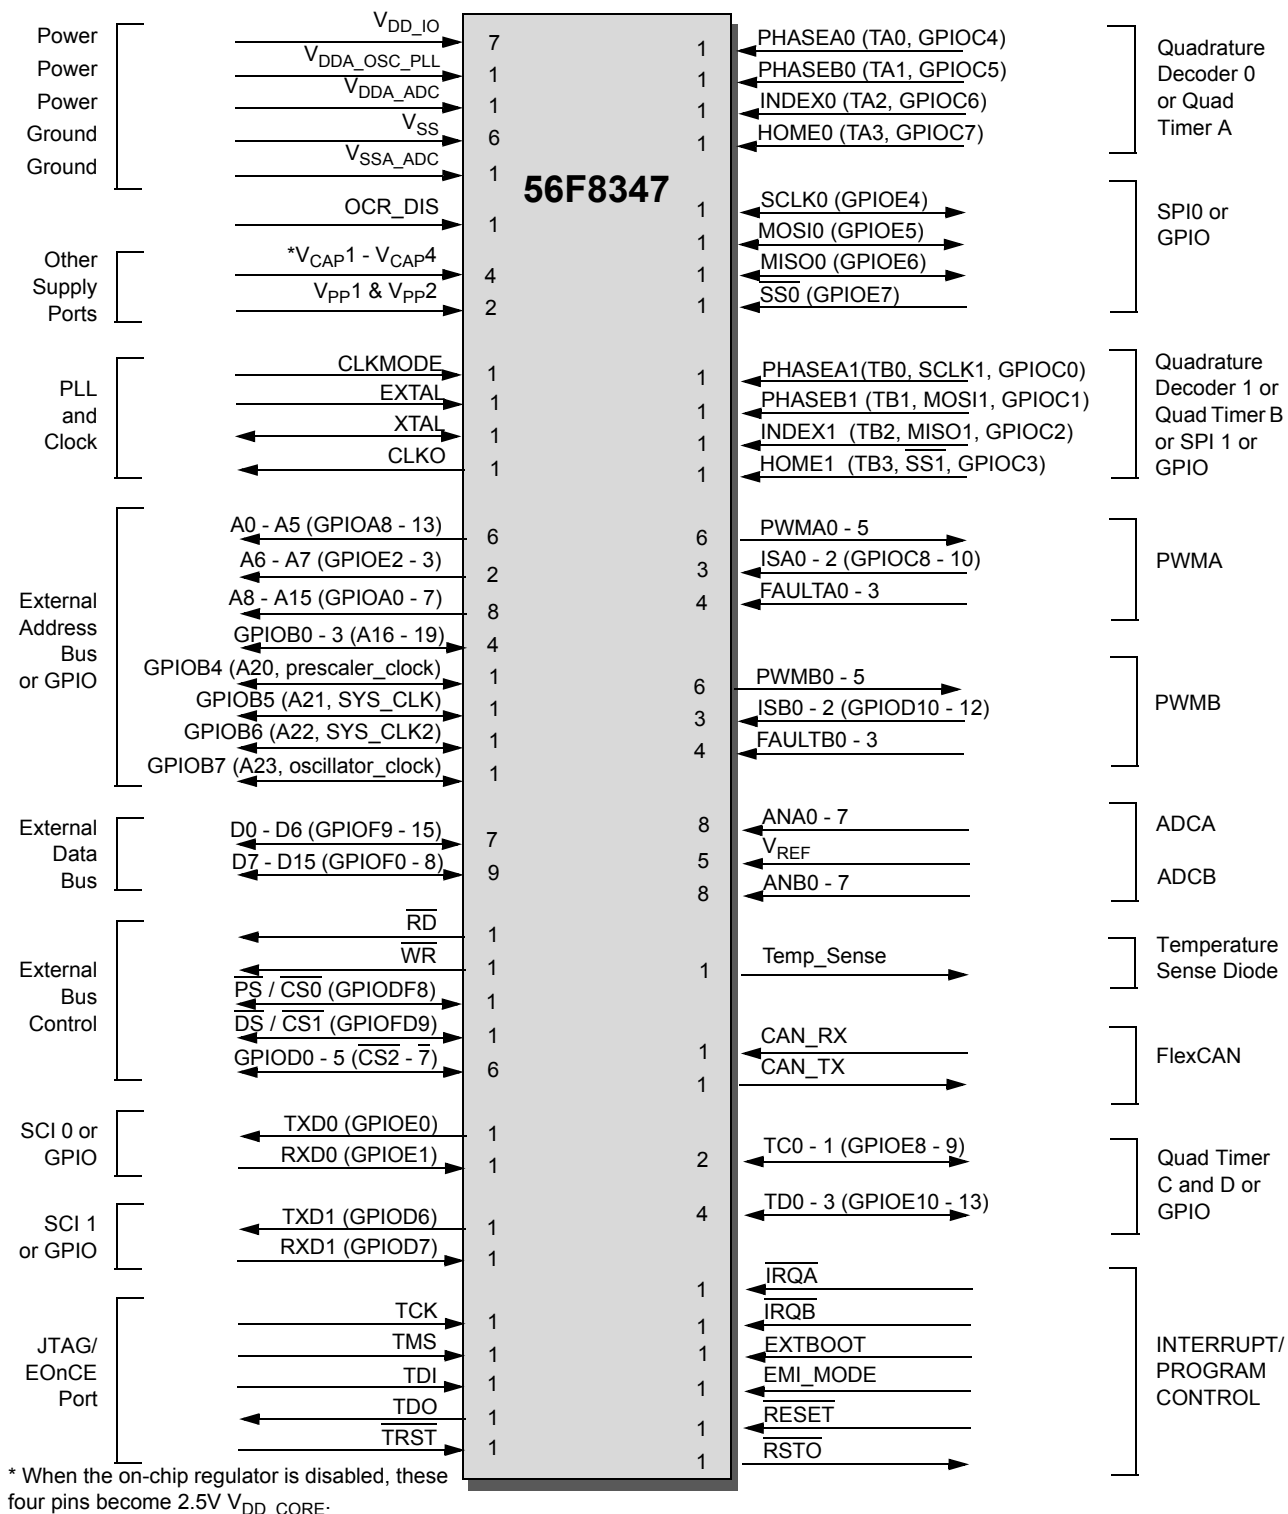 56F8347
Power
Power
Power
Ground
Ground
V_DD_IO 7
V_DDA_OSC_PLL 1
V_DDA_ADC 1
V_SS 6
V_SSA_ADC 1
OCR_DIS 1
Other
Supply
Ports
*V_CAP1 - V_CAP4 4
V_PP1 & V_PP2 2
PLL
and
Clock
CLKMODE 1
EXTAL 1
XTAL 1
CLKO 1
External
Address
Bus
or GPIO
A0 - A5 (GPIOA8 - 13) 6
A6 - A7 (GPIOE2 - 3) 2
A8 - A15 (GPIOA0 - 7) 8
GPIOB0 - 3 (A16 - 19) 4
GPIOB4 (A20, prescaler_clock) 1
GPIOB5 (A21, SYS_CLK) 1
GPIOB6 (A22, SYS_CLK2) 1
GPIOB7 (A23, oscillator_clock) 1
External
Data
Bus
D0 - D6 (GPIOF9 - 15) 7
D7 - D15 (GPIOF0 - 8) 9
External
Bus
Control
RD 1
WR 1
PS / CS0 (GPIODF8) 1
DS / CS1 (GPIOFD9) 1
GPIOD0 - 5 (CS2 - 7) 6
SCI 0 or
GPIO
TXD0 (GPIOE0) 1
RXD0 (GPIOE1) 1
SCI 1
or GPIO
TXD1 (GPIOD6) 1
RXD1 (GPIOD7) 1
JTAG/
EOnCE
Port
TCK 1
TMS 1
TDI 1
TDO 1
TRST 1
* When the on-chip regulator is disabled, these
four pins become 2.5V V_DD_CORE.
1 PHASEA0 (TA0, GPIOC4)
1 PHASEB0 (TA1, GPIOC5)
1 INDEX0 (TA2, GPIOC6)
1 HOME0 (TA3, GPIOC7)
Quadrature
Decoder 0
or Quad
Timer A
1 SCLK0 (GPIOE4)
1 MOSI0 (GPIOE5)
1 MISO0 (GPIOE6)
1 SS0 (GPIOE7)
SPI0 or
GPIO
1 PHASEA1(TB0, SCLK1, GPIOC0)
1 PHASEB1 (TB1, MOSI1, GPIOC1)
1 INDEX1 (TB2, MISO1, GPIOC2)
1 HOME1 (TB3, SS1, GPIOC3)
Quadrature
Decoder 1 or
Quad Timer B
or SPI 1 or
GPIO
6 PWMA0 - 5
3 ISA0 - 2 (GPIOC8 - 10)
4 FAULTA0 - 3
PWMA
6 PWMB0 - 5
3 ISB0 - 2 (GPIOD10 - 12)
4 FAULTB0 - 3
PWMB
8 ANA0 - 7
5 V_REF
8 ANB0 - 7
ADCA
ADCB
1 Temp_Sense
Temperature
Sense Diode
1 CAN_RX
1 CAN_TX
FlexCAN
2 TC0 - 1 (GPIOE8 - 9)
4 TD0 - 3 (GPIOE10 - 13)
Quad Timer
C and D or
GPIO
1 IRQA
1 IRQB
1 EXTBOOT
1 EMI_MODE
1 RESET
1 RSTO
INTERRUPT/
PROGRAM
CONTROL